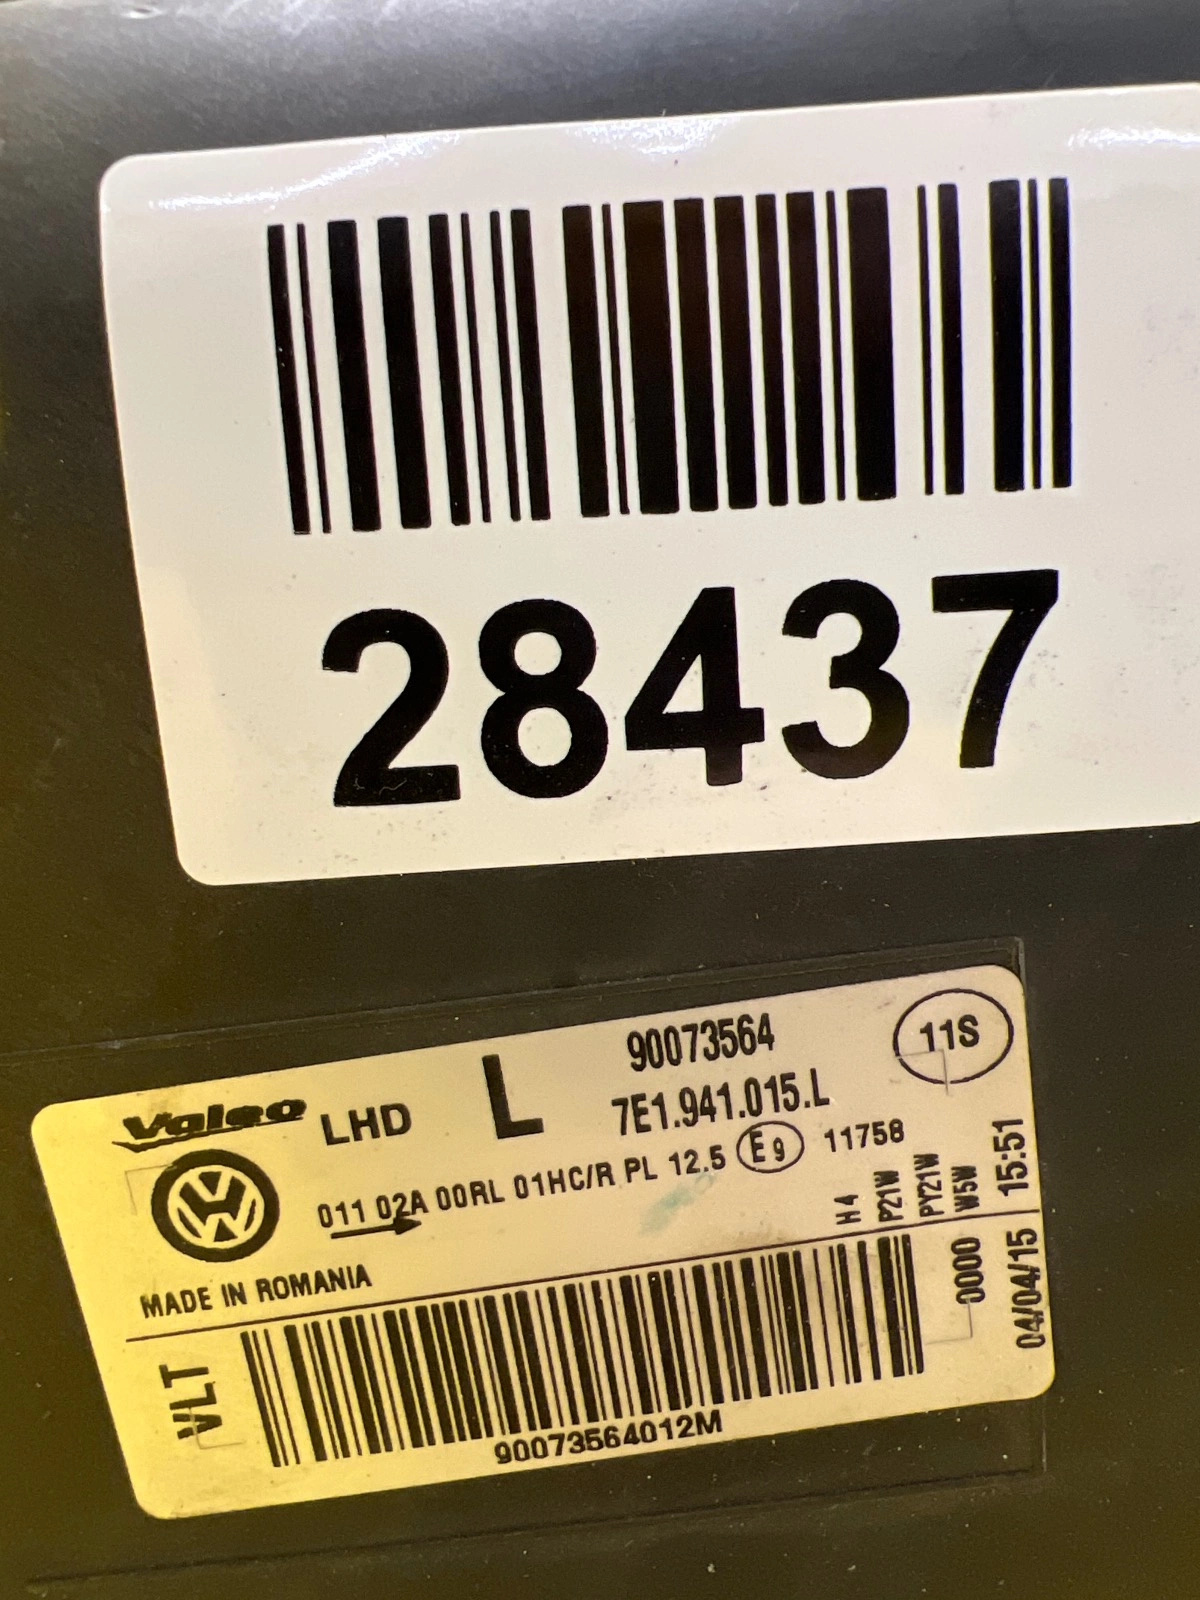 28437
Valeo LHD L 90073564 11S
7E1.941.015.L
011 02A 00RL 01HC/R PL 12.5 E9 11758
H4
P21W
PY21W
W5W
15:51
MADE IN ROMANIA
VLT
90073564012M
0000
04/04/15